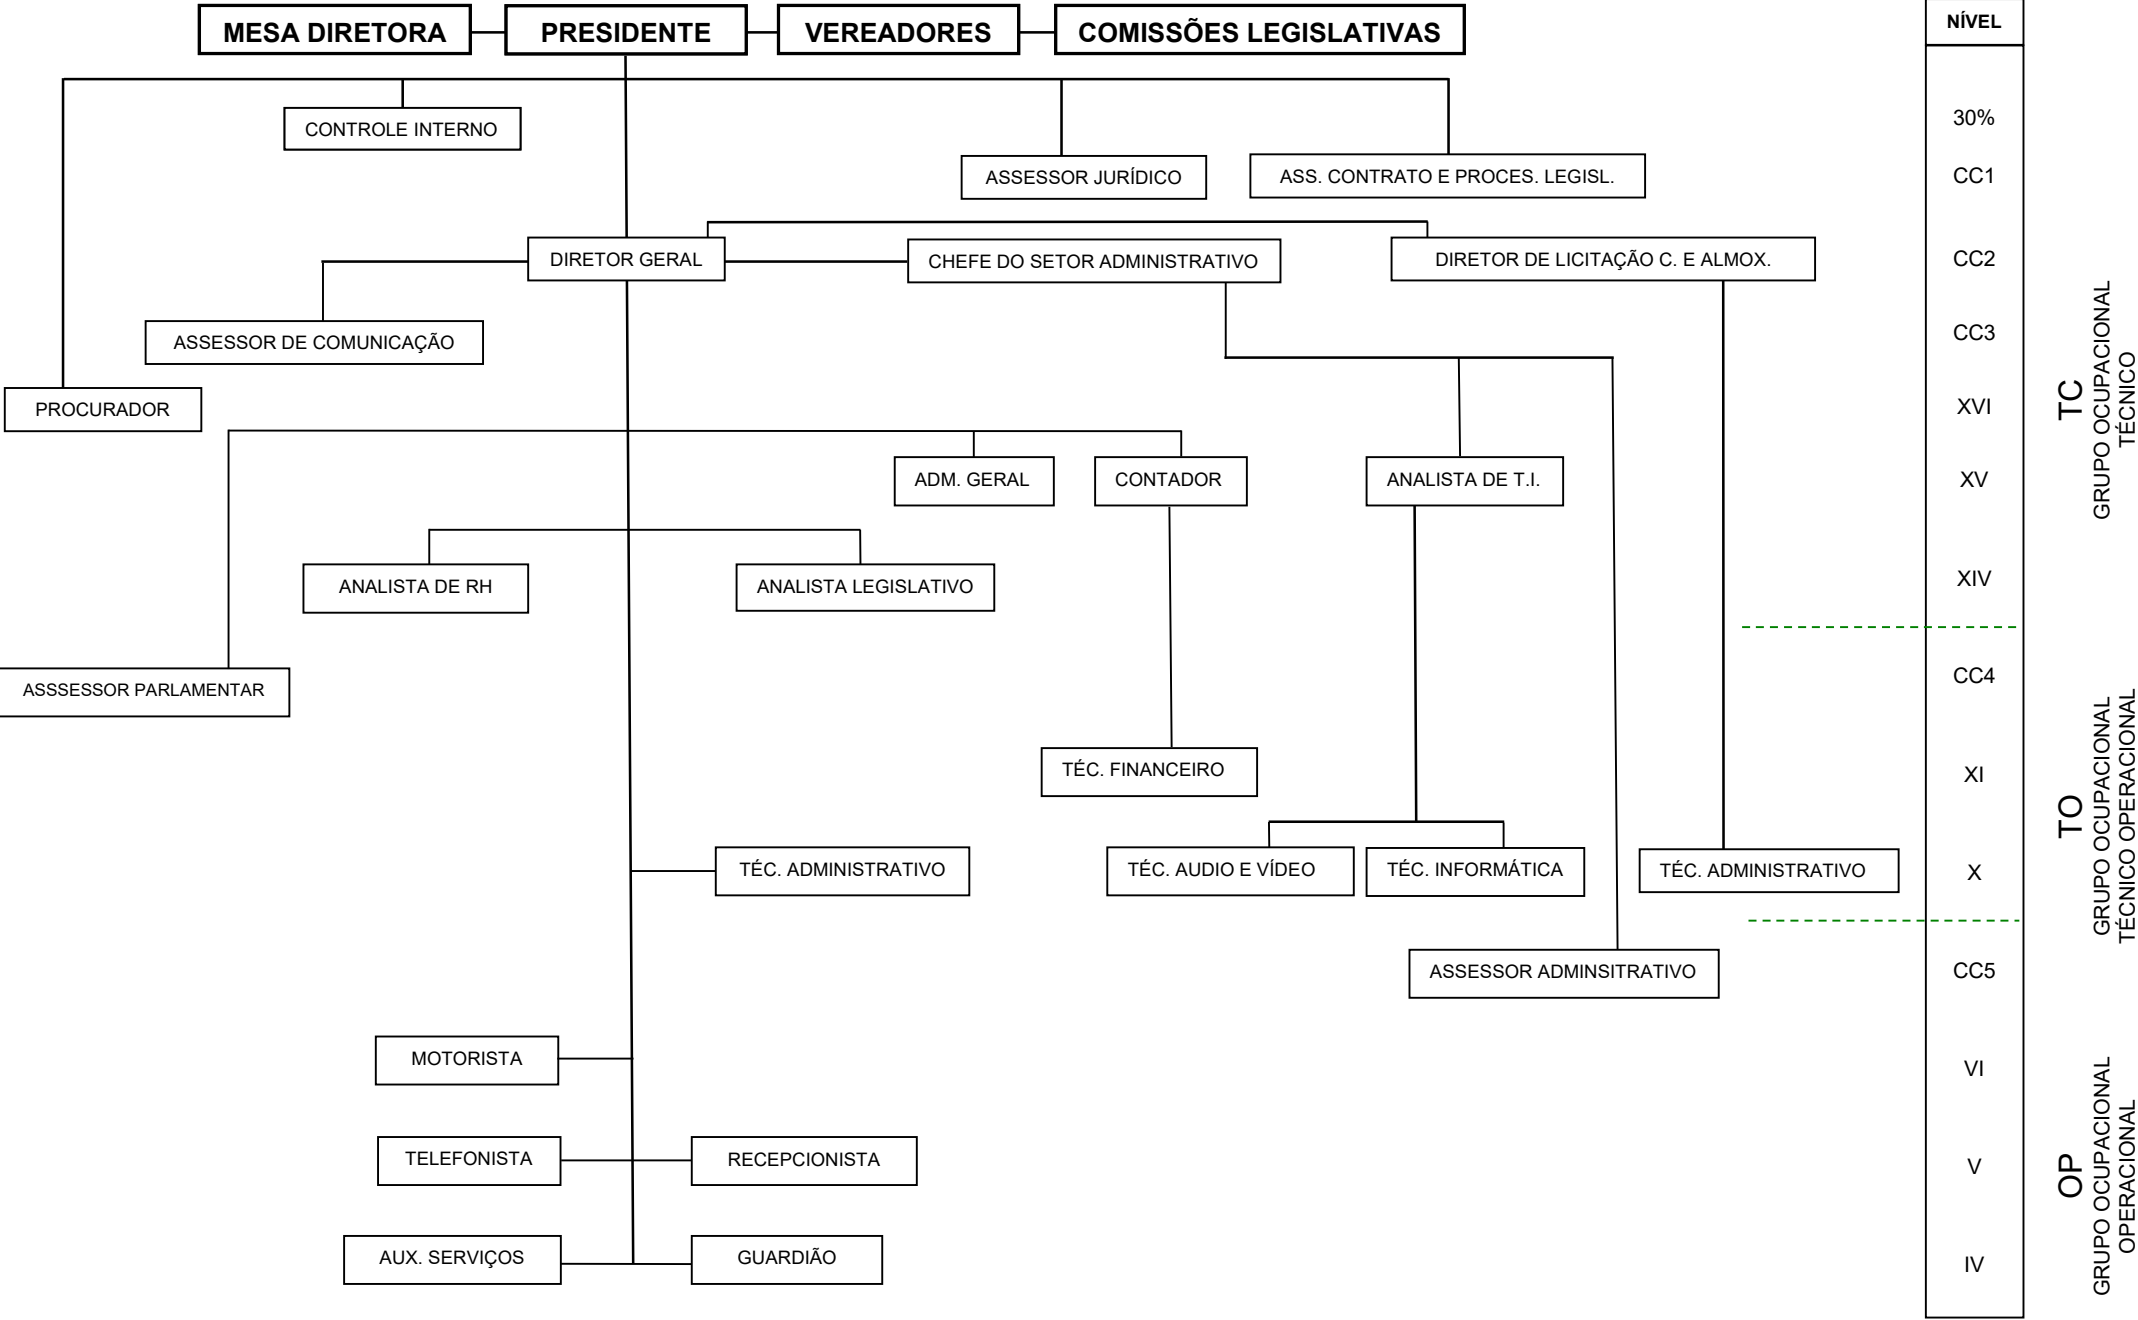 MESA DIRETORA
PRESIDENTE
VEREADORES
COMISSÕES LEGISLATIVAS
NÍVEL
CONTROLE INTERNO
30%
ASSESSOR JURÍDICO
ASS. CONTRATO E PROCES. LEGISL.
CC1
DIRETOR GERAL
CHEFE DO SETOR ADMINISTRATIVO
DIRETOR DE LICITAÇÃO C. E ALMOX.
CC2
ASSESSOR DE COMUNICAÇÃO
CC3
PROCURADOR
XVI
ADM. GERAL
CONTADOR
ANALISTA DE T.I.
XV
TC
GRUPO OCUPACIONAL
TÉCNICO
ANALISTA DE RH
ANALISTA LEGISLATIVO
XIV
ASSSESSOR PARLAMENTAR
CC4
TÉC. FINANCEIRO
XI
TÉC. ADMINISTRATIVO
TÉC. AUDIO E VÍDEO
TÉC. INFORMÁTICA
TÉC. ADMINISTRATIVO
X
TO
GRUPO OCUPACIONAL
TÉCNICO OPERACIONAL
ASSESSOR ADMINSITRATIVO
CC5
MOTORISTA
VI
TELEFONISTA
RECEPCIONISTA
V
AUX. SERVIÇOS
GUARDIÃO
IV
OP
GRUPO OCUPACIONAL
OPERACIONAL